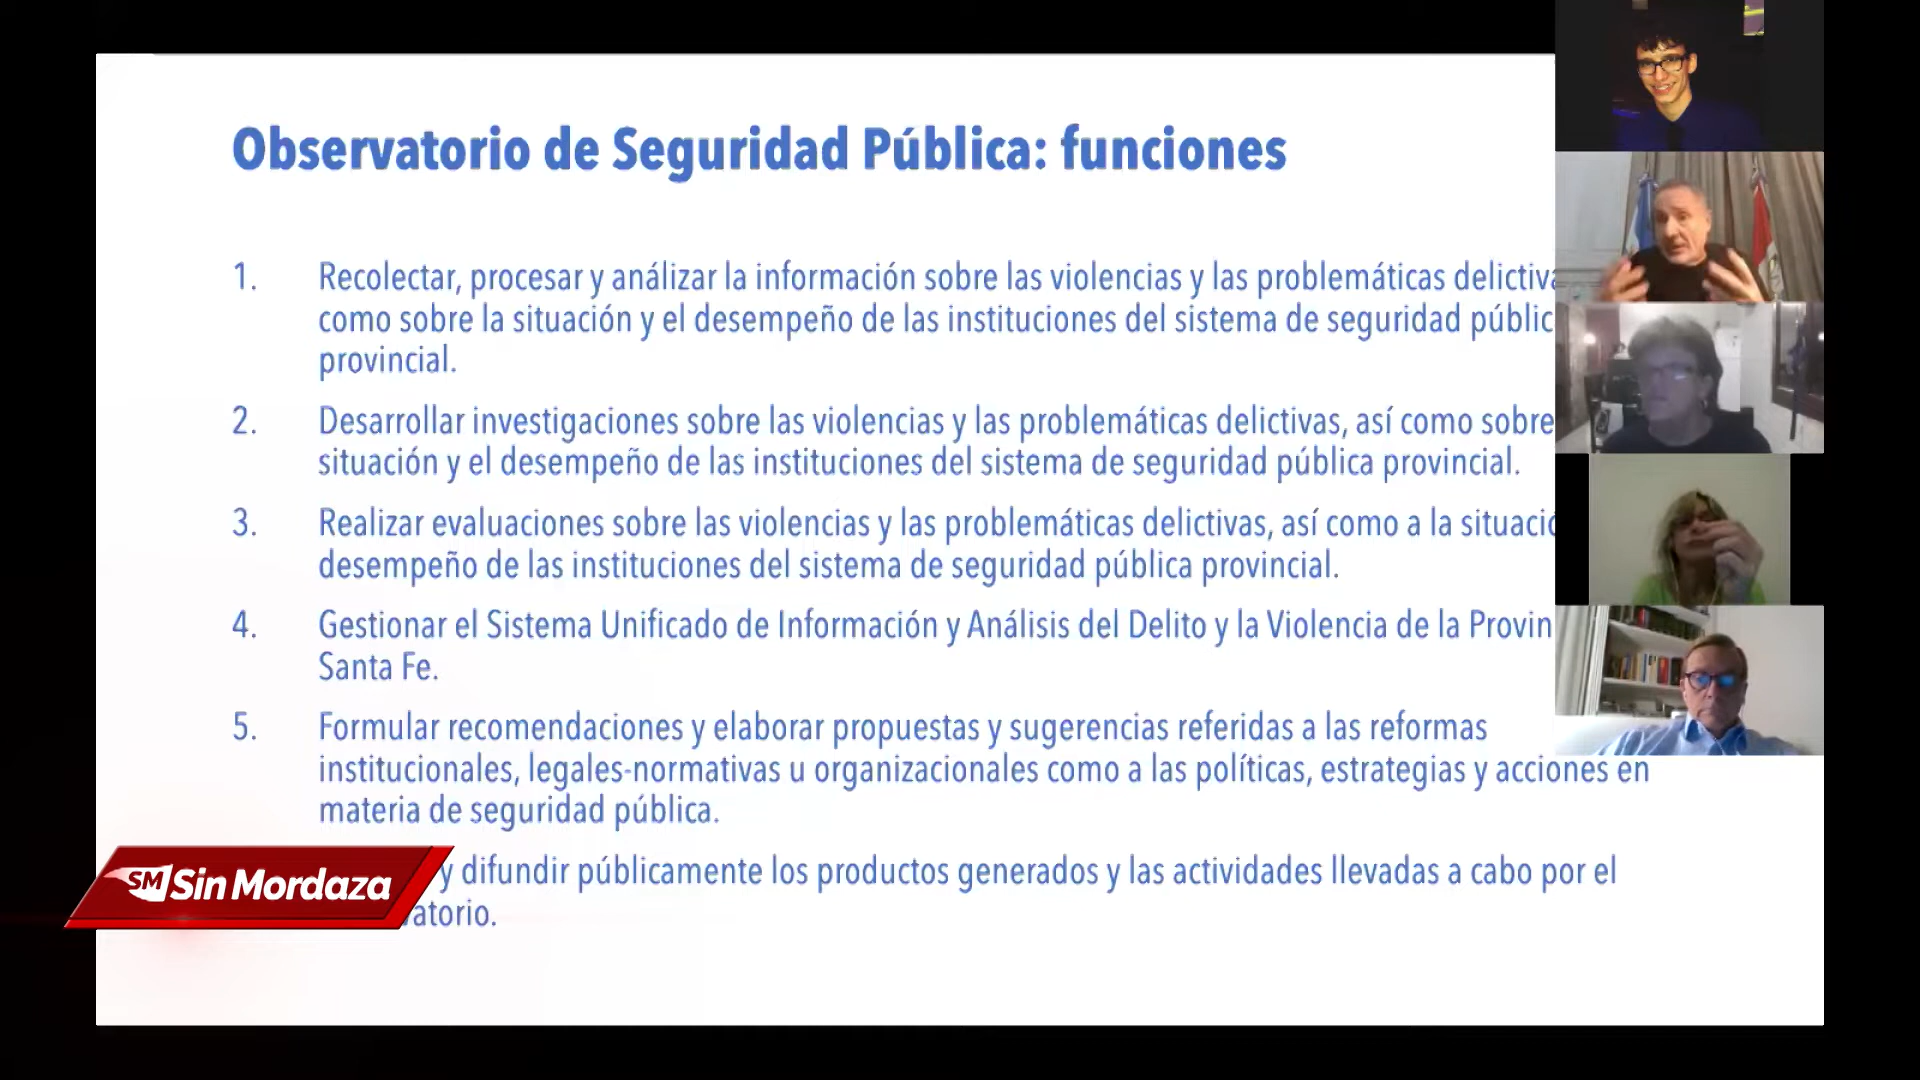 Observatorio de Seguridad Pública: funciones
1. Recolectar, procesar y análizar la información sobre las violencias y las problemáticas
como sobre la situación y el desempeño de las instituciones del sistema de seguridad
provincial.
2. Desarrollar investigaciones sobre las violencias y las problemáticas delictivas, así como sobre
situación y el desempeño de las instituciones del sistema de seguridad pública provincial.
3. Realizar evaluaciones sobre las violencias y las problemáticas delictivas, así como a la
desempeño de las instituciones del sistema de seguridad pública provincial.
4. Gestionar el Sistema Unificado de Información y Análisis del Delito y la Violencia de la
Santa Fe.
5. Formular recomendaciones y elaborar propuestas y sugerencias referidas a las reformas
institucionales, legales-normativas u organizacionales como a las políticas, estrategias y acciones en
materia de seguridad pública.
y difundir públicamente los productos generados y las actividades llevadas a cabo por el
SM Sin Mordaza